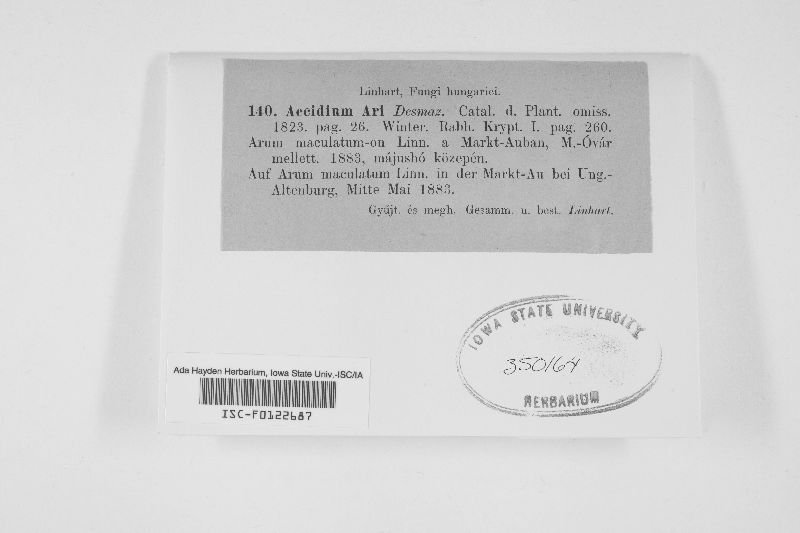 Linhart, Fungi hungarici.
140. Aecidium Ari Desmaz. Catal. d. Plant. omiss.
1823. pag. 26. Winter. Rabh. Krypt. I. pag. 260.
Arum maculatum-on Linn. a Markt-Auban, M.-Óvár
mellett. 1883, májushó közepén.
Auf Arum maculatum Linn. in der Markt-Au bei Ung.-
Altenburg, Mitte Mai 1883.
Gyűjt. és megh. Gesamm. u. best. Linhart.
IOWA STATE UNIVERSITY
350164
HERBARIUM
Ada Hayden Herbarium, Iowa State Univ.-ISC/IA
ISC-F0122687